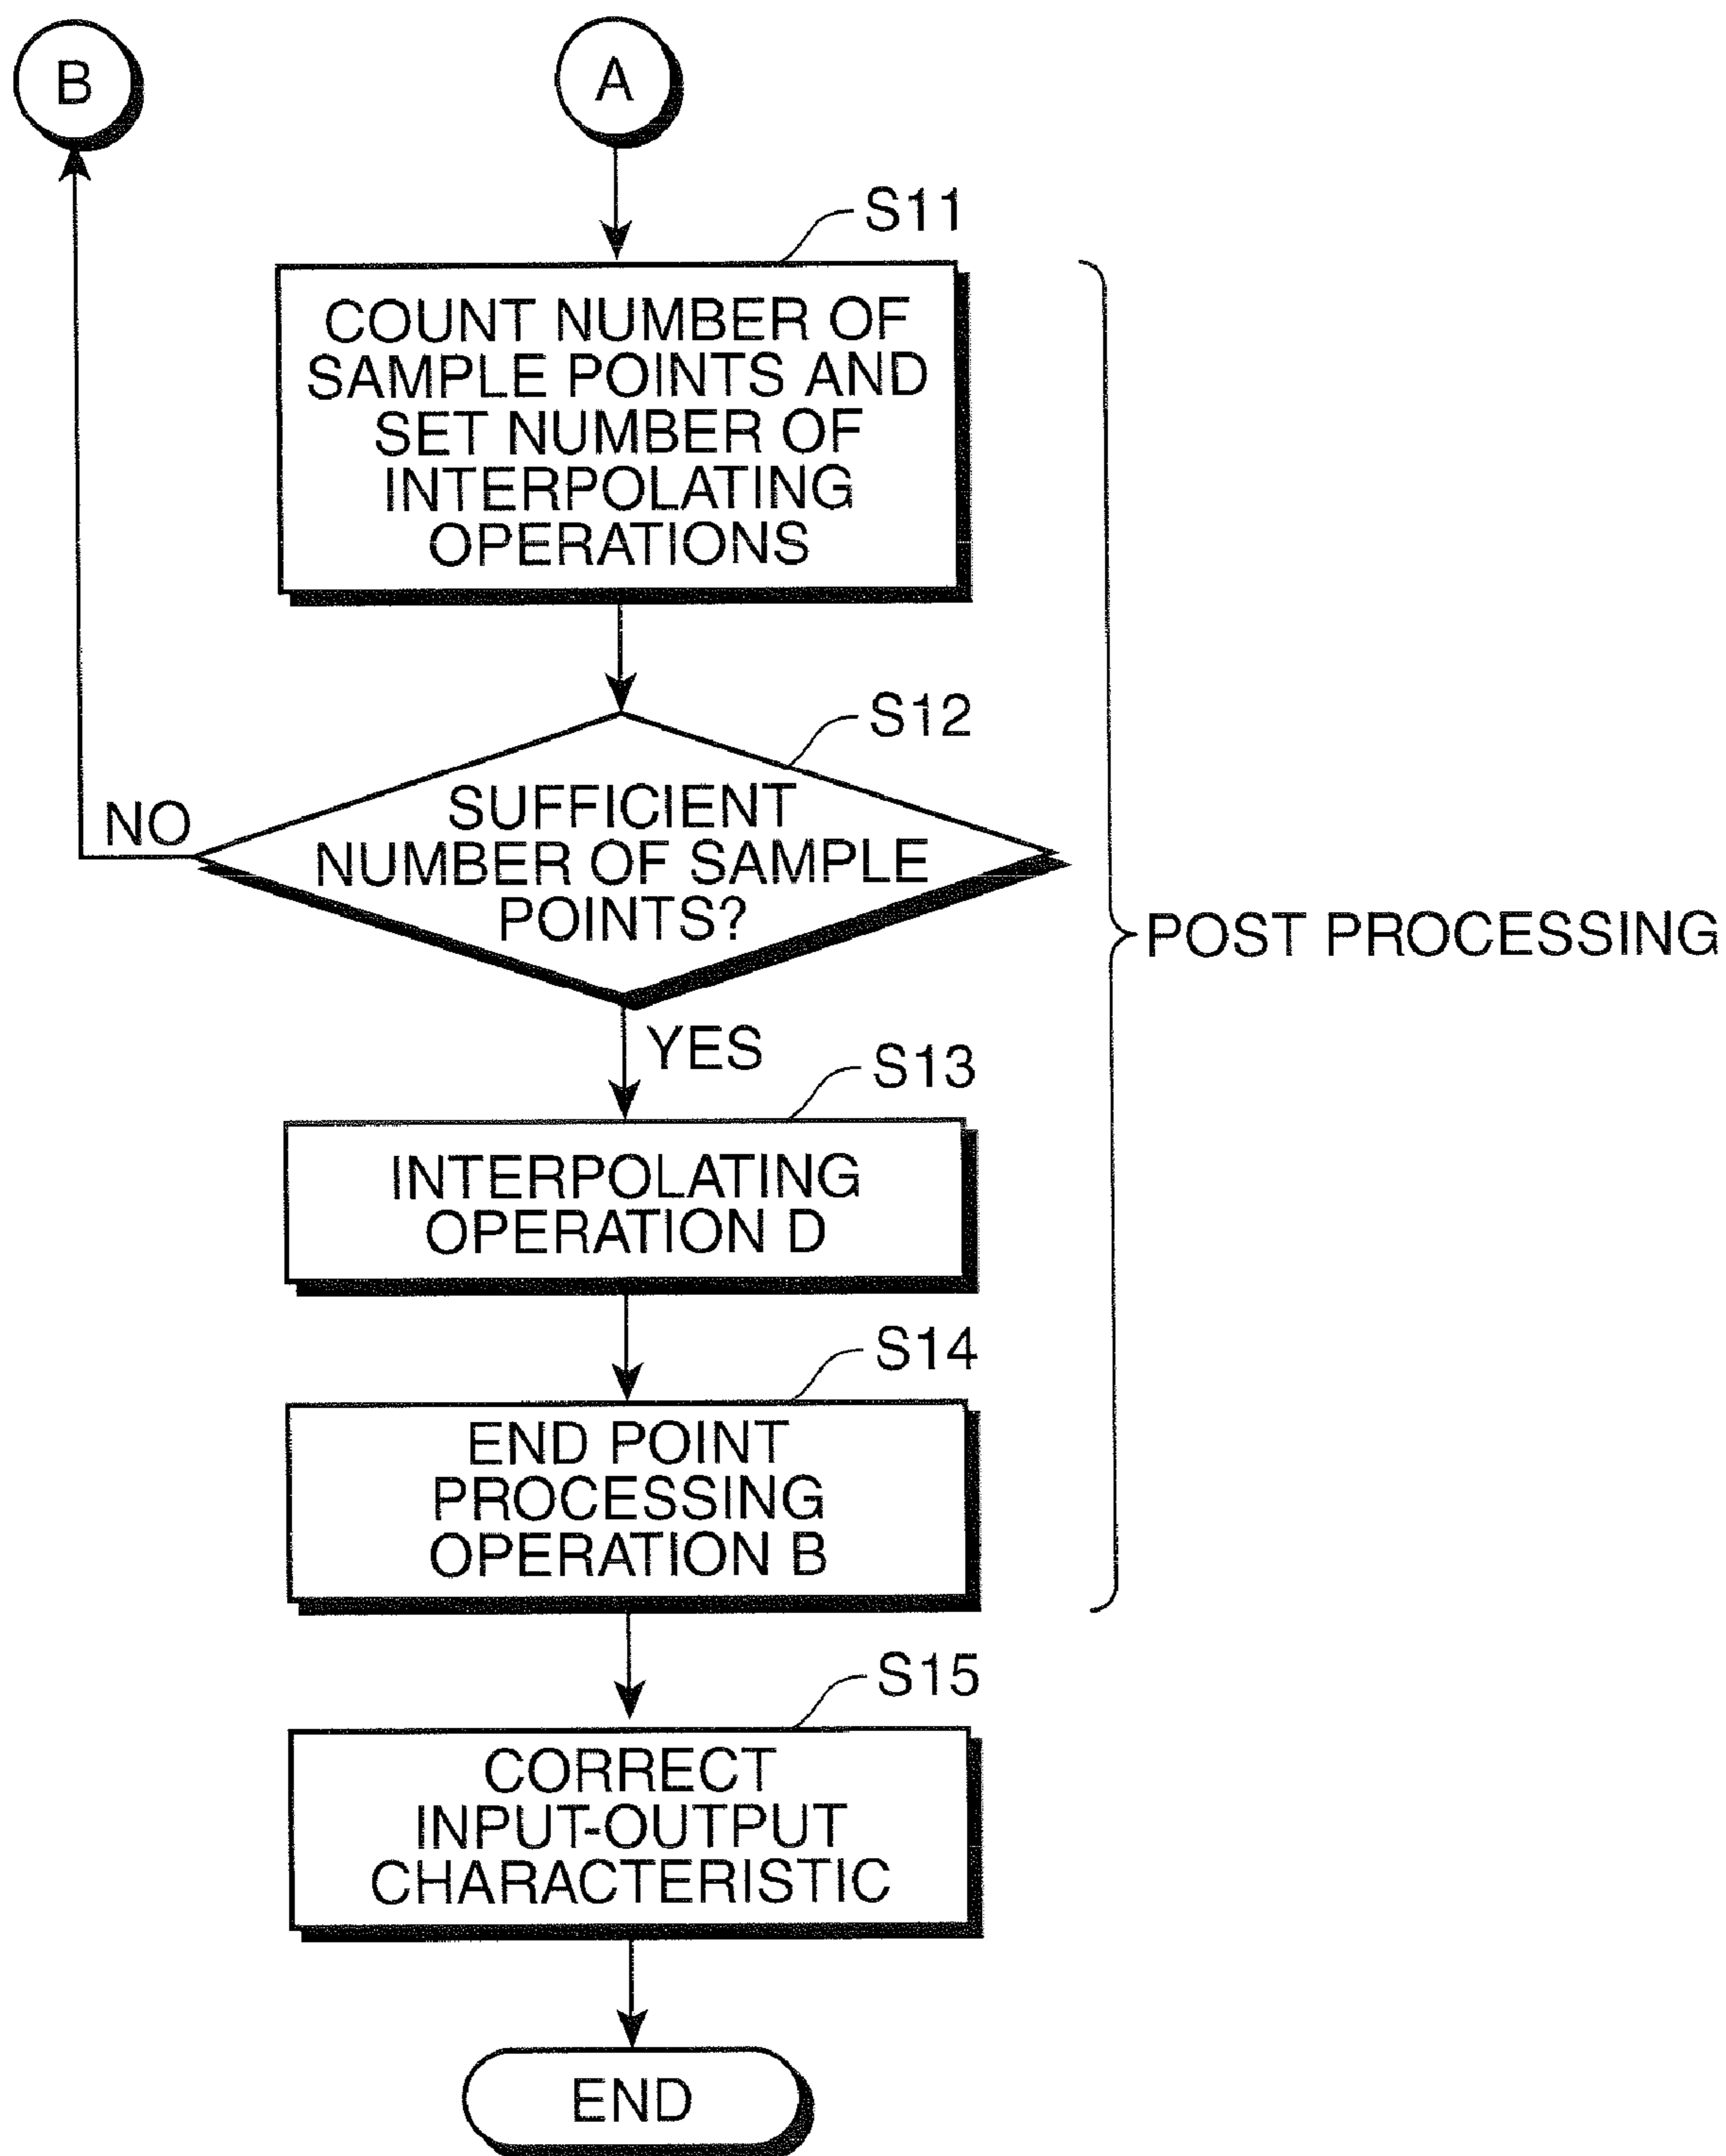 B
A
S11
COUNT NUMBER OF
SAMPLE POINTS AND
SET NUMBER OF
INTERPOLATING
OPERATIONS
S12
SUFFICIENT
NUMBER OF SAMPLE
POINTS?
NO
POST PROCESSING
YES
S13
INTERPOLATING
OPERATION D
S14
END POINT
PROCESSING
OPERATION B
S15
CORRECT
INPUT-OUTPUT
CHARACTERISTIC
END